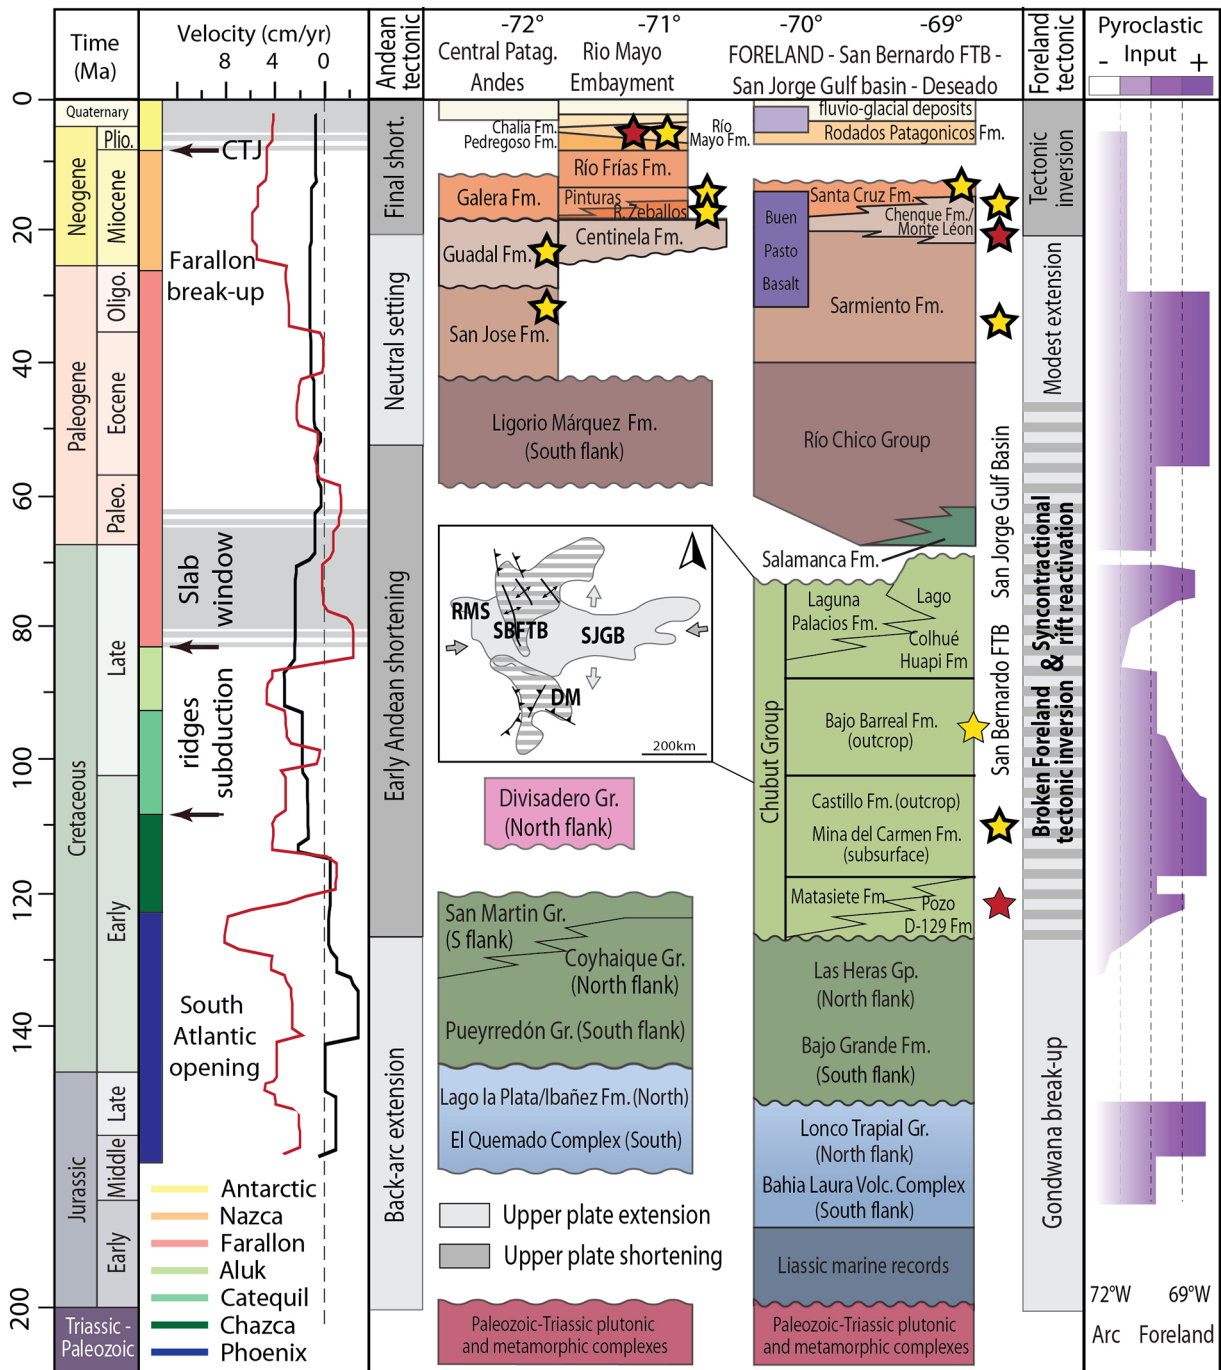 Time
(Ma)
Velocity (cm/yr)
8 4 0
Andean
tectonic
-72° -71° -70° -69°
Central Patag.
Andes
Rio Mayo
Embayment
FORELAND - San Bernardo FTB -
San Jorge Gulf basin - Deseado
Foreland
tectonic
Pyroclastic
Input
- +
0
20
40
60
80
100
120
140
200
Quaternary
Neogene
Plio.
Miocene
Paleogene
Oligo.
Eocene
Paleo.
Cretaceous
Late
Early
Jurassic
Late
Middle
Early
Triassic -
Paleozoic
CTJ
Farallon
break-up
Slab
window
ridges
subduction
South
Atlantic
opening
Antarctic
Nazca
Farallon
Aluk
Catequil
Chazca
Phoenix
Final short.
Neutral setting
Early Andean shortening
Back-arc extension
Chalia Fm.
Pedregoso Fm.
Río
Mayo Fm.
Río Frías Fm.
Galera Fm.
Pinturas
R.Zeballos
Centinela Fm.
Guadal Fm.
San Jose Fm.
Ligorio Márquez Fm.
(South flank)
RMS
SBFTB
SJGB
DM
200km
Divisadero Gr.
(North flank)
San Martin Gr.
(S flank)
Coyhaique Gr.
(North flank)
Pueyrredón Gr. (South flank)
Lago la Plata/Ibañez Fm. (North)
El Quemado Complex (South)
Upper plate extension
Upper plate shortening
Paleozoic-Triassic plutonic
and metamorphic complexes
fluvio-glacial deposits
Rodados Patagonicos Fm.
Santa Cruz Fm.
Chenque Fm./
Monte Léon
Buen
Pasto
Basalt
Sarmiento Fm.
Río Chico Group
Salamanca Fm.
Chubut Group
Laguna
Palacios Fm.
Lago
Colhué
Huapi Fm
Bajo Barreal Fm.
(outcrop)
Castillo Fm. (outcrop)
Mina del Carmen Fm.
(subsurface)
Matasiete Fm.
Pozo
D-129 Fm
Las Heras Gp.
(North flank)
Bajo Grande Fm.
(South flank)
Lonco Trapial Gr.
(North flank)
Bahia Laura Volc. Complex
(South flank)
Liassic marine records
Paleozoic-Triassic plutonic
and metamorphic complexes
San Jorge Gulf Basin
San Bernardo FTB
Tectonic
inversion
Modest extension
Broken Foreland & Syncontractional
tectonic inversion rift reactivation
Gondwana break-up
72°W 69°W
Arc Foreland